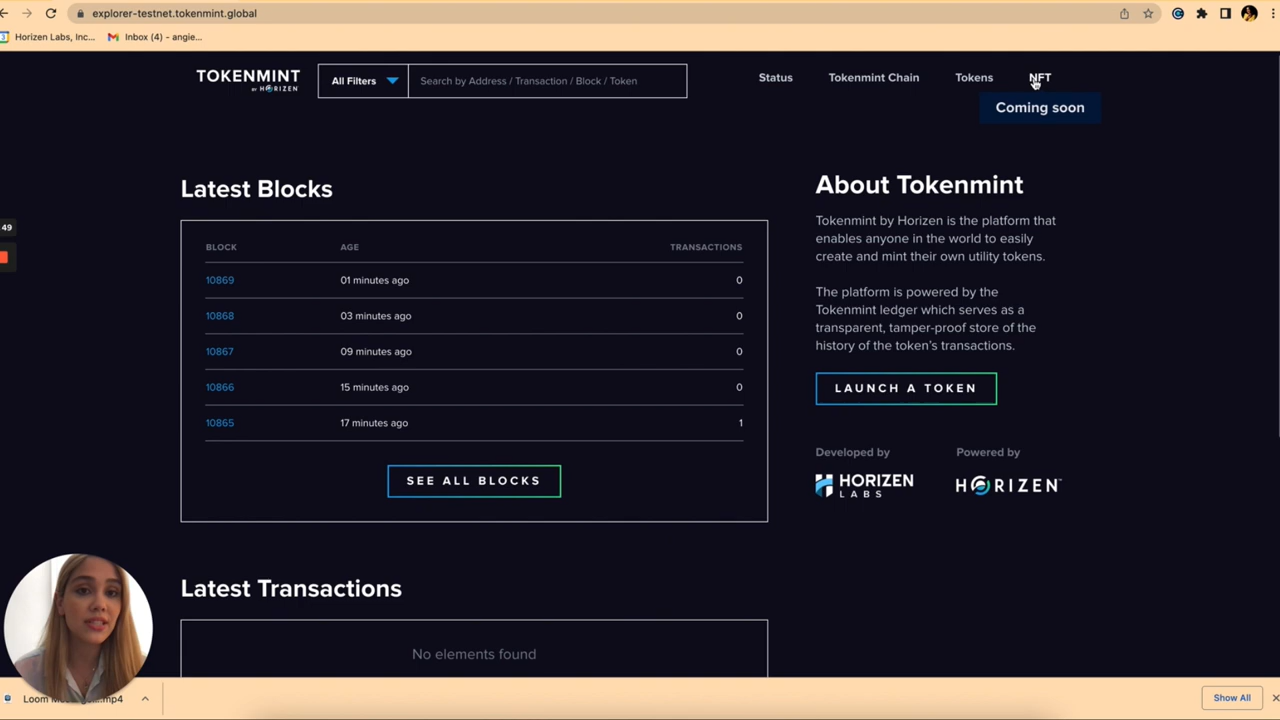 explorer-testnet.tokenmint.global
Horizen Labs, Inc... Inbox (4) – angie...
TOKENMINT
BY HORIZEN
All Filters Search by Address / Transaction / Block / Token
Status Tokenmint Chain Tokens NFT
Coming soon
Latest Blocks
BLOCK AGE TRANSACTIONS
10869 01 minutes ago 0
10868 03 minutes ago 0
10867 09 minutes ago 0
10866 15 minutes ago 0
10865 17 minutes ago 1
SEE ALL BLOCKS
About Tokenmint
Tokenmint by Horizen is the platform that
enables anyone in the world to easily
create and mint their own utility tokens.
The platform is powered by the
Tokenmint ledger which serves as a
transparent, tamper-proof store of the
history of the token’s transactions.
LAUNCH A TOKEN
Developed by Powered by
HORIZEN
LABS
HORIZEN™
49
Latest Transactions
No elements found
Loom .mp4
Show All